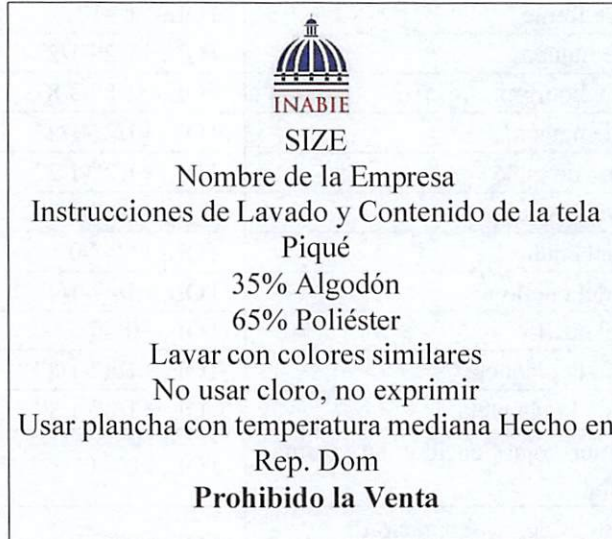 INABIE
SIZE
Nombre de la Empresa
Instrucciones de Lavado y Contenido de la tela
Piqué
35% Algodón
65% Poliéster
Lavar con colores similares
No usar cloro, no exprimir
Usar plancha con temperatura mediana Hecho en
Rep. Dom
Prohibido la Venta